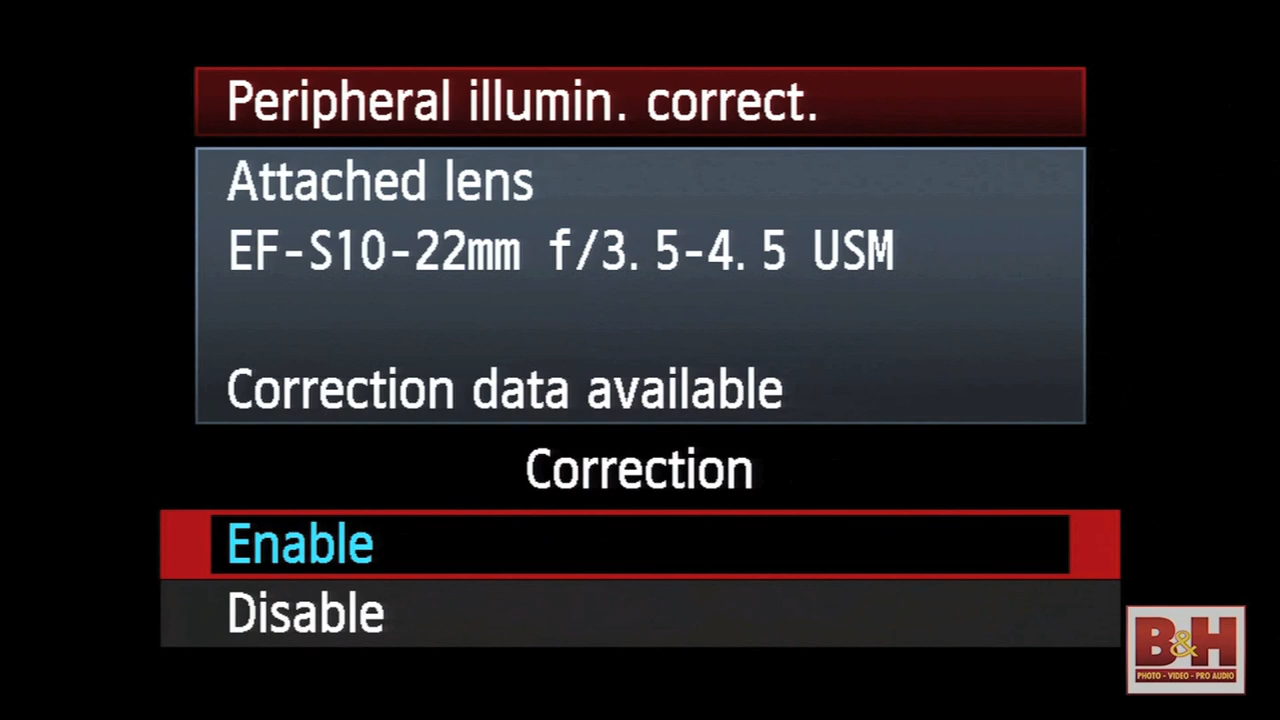 Peripheral illumin. correct.
Attached lens
EF-S10-22mm f/3.5-4.5 USM
Correction data available
Correction
Enable
Disable
B&H
PHOTO - VIDEO - PRO AUDIO